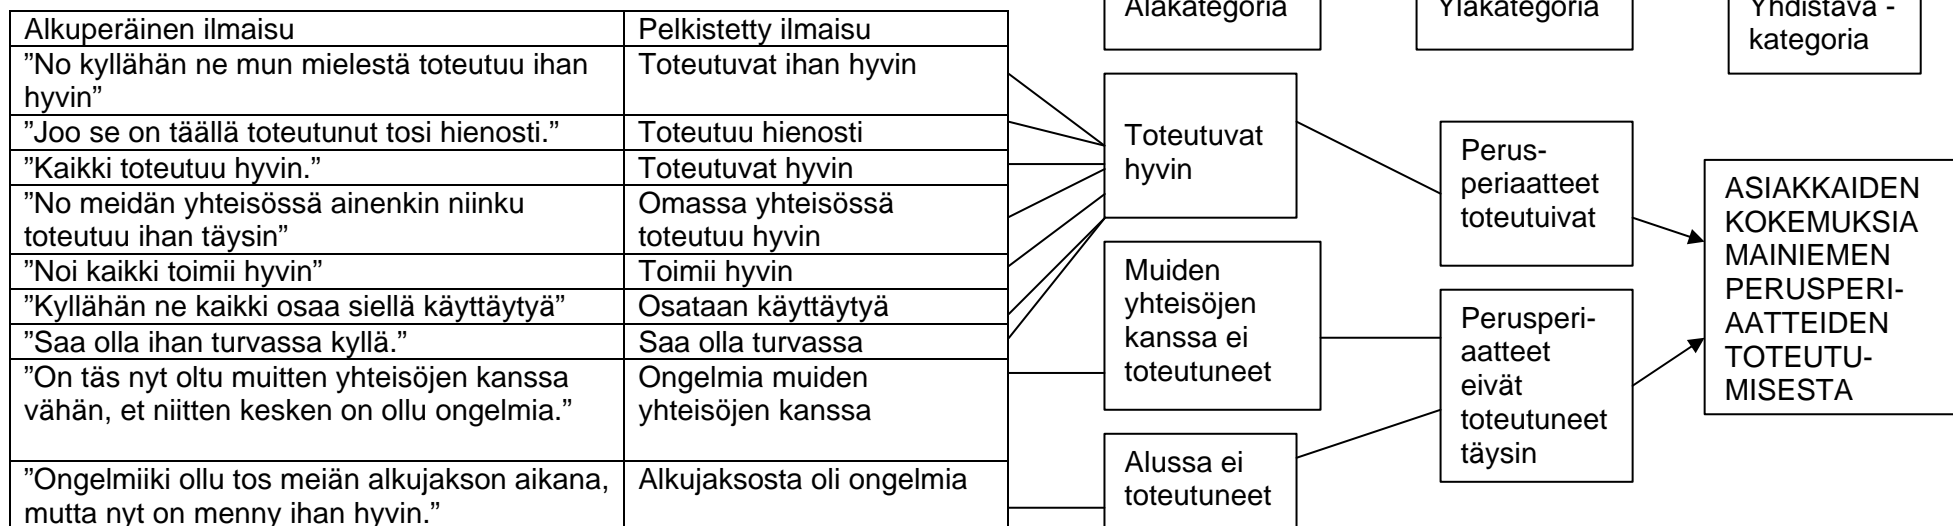 Alakategoria
Yläkategoria
Yhdistävä -
kategoria
Alkuperäinen ilmaisu
Pelkistetty ilmaisu
”No kyllähän ne mun mielestä toteutuu ihan
hyvin”
Toteutuvat ihan hyvin
”Joo se on täällä toteutunut tosi hienosti.”
Toteutuu hienosti
”Kaikki toteutuu hyvin.”
Toteutuvat hyvin
”No meidän yhteisössä ainenkin niinku
toteutuu ihan täysin”
Omassa yhteisössä
toteutuu hyvin
”Noi kaikki toimii hyvin”
Toimii hyvin
”Kyllähän ne kaikki osaa siellä käyttäytyä”
Osataan käyttäytyä
”Saa olla ihan turvassa kyllä.”
Saa olla turvassa
”On täs nyt oltu muitten yhteisöjen kanssa
vähän, et niitten kesken on ollu ongelmia.”
Ongelmia muiden
yhteisöjen kanssa
”Ongelmiiki ollu tos meiän alkujakson aikana,
mutta nyt on menny ihan hyvin.”
Alkujaksosta oli ongelmia
Toteutuvat
hyvin
Muiden
yhteisöjen
kanssa ei
toteutuneet
Alussa ei
toteutuneet
Perus-
periaatteet
toteutuivat
Perusperi-
aatteet
eivät
toteutuneet
täysin
ASIAKKAIDEN
KOKEMUKSIA
MAINIEMEN
PERUSPERI-
AATTEIDEN
TOTEUTU-
MISESTA